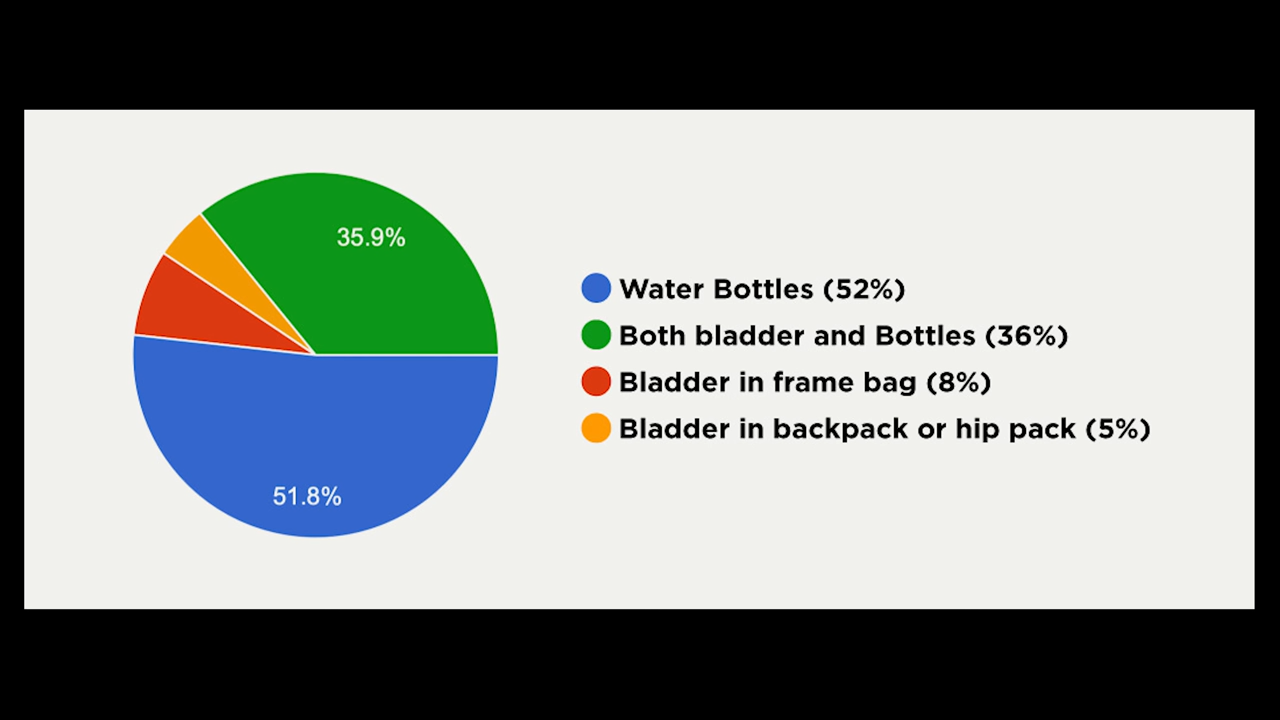 35.9%
51.8%
Water Bottles (52%)
Both bladder and Bottles (36%)
Bladder in frame bag (8%)
Bladder in backpack or hip pack (5%)